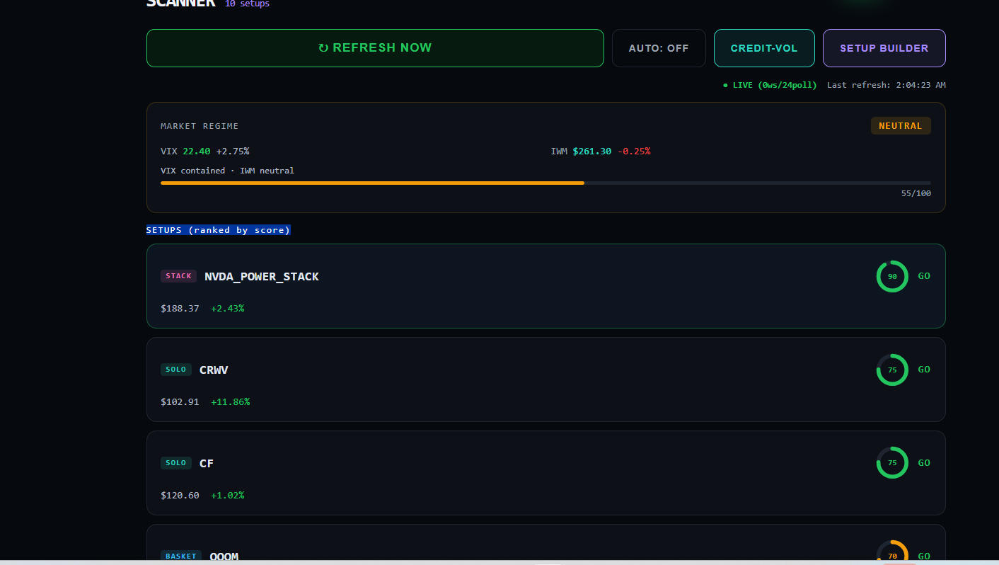 SCANNER 10 setups
↻ REFRESH NOW
AUTO: OFF
CREDIT-VOL
SETUP BUILDER
● LIVE (0ws/24poll) Last refresh: 2:04:23 AM
MARKET REGIME
NEUTRAL
VIX 22.40 +2.75%
IWM $261.30 -0.25%
VIX contained · IWM neutral
55/100
SETUPS (ranked by score)
STACK NVDA_POWER_STACK
90 GO
$188.37 +2.43%
SOLO CRWV
75 GO
$102.91 +11.86%
SOLO CF
75 GO
$120.60 +1.02%
BASKET
70 GO